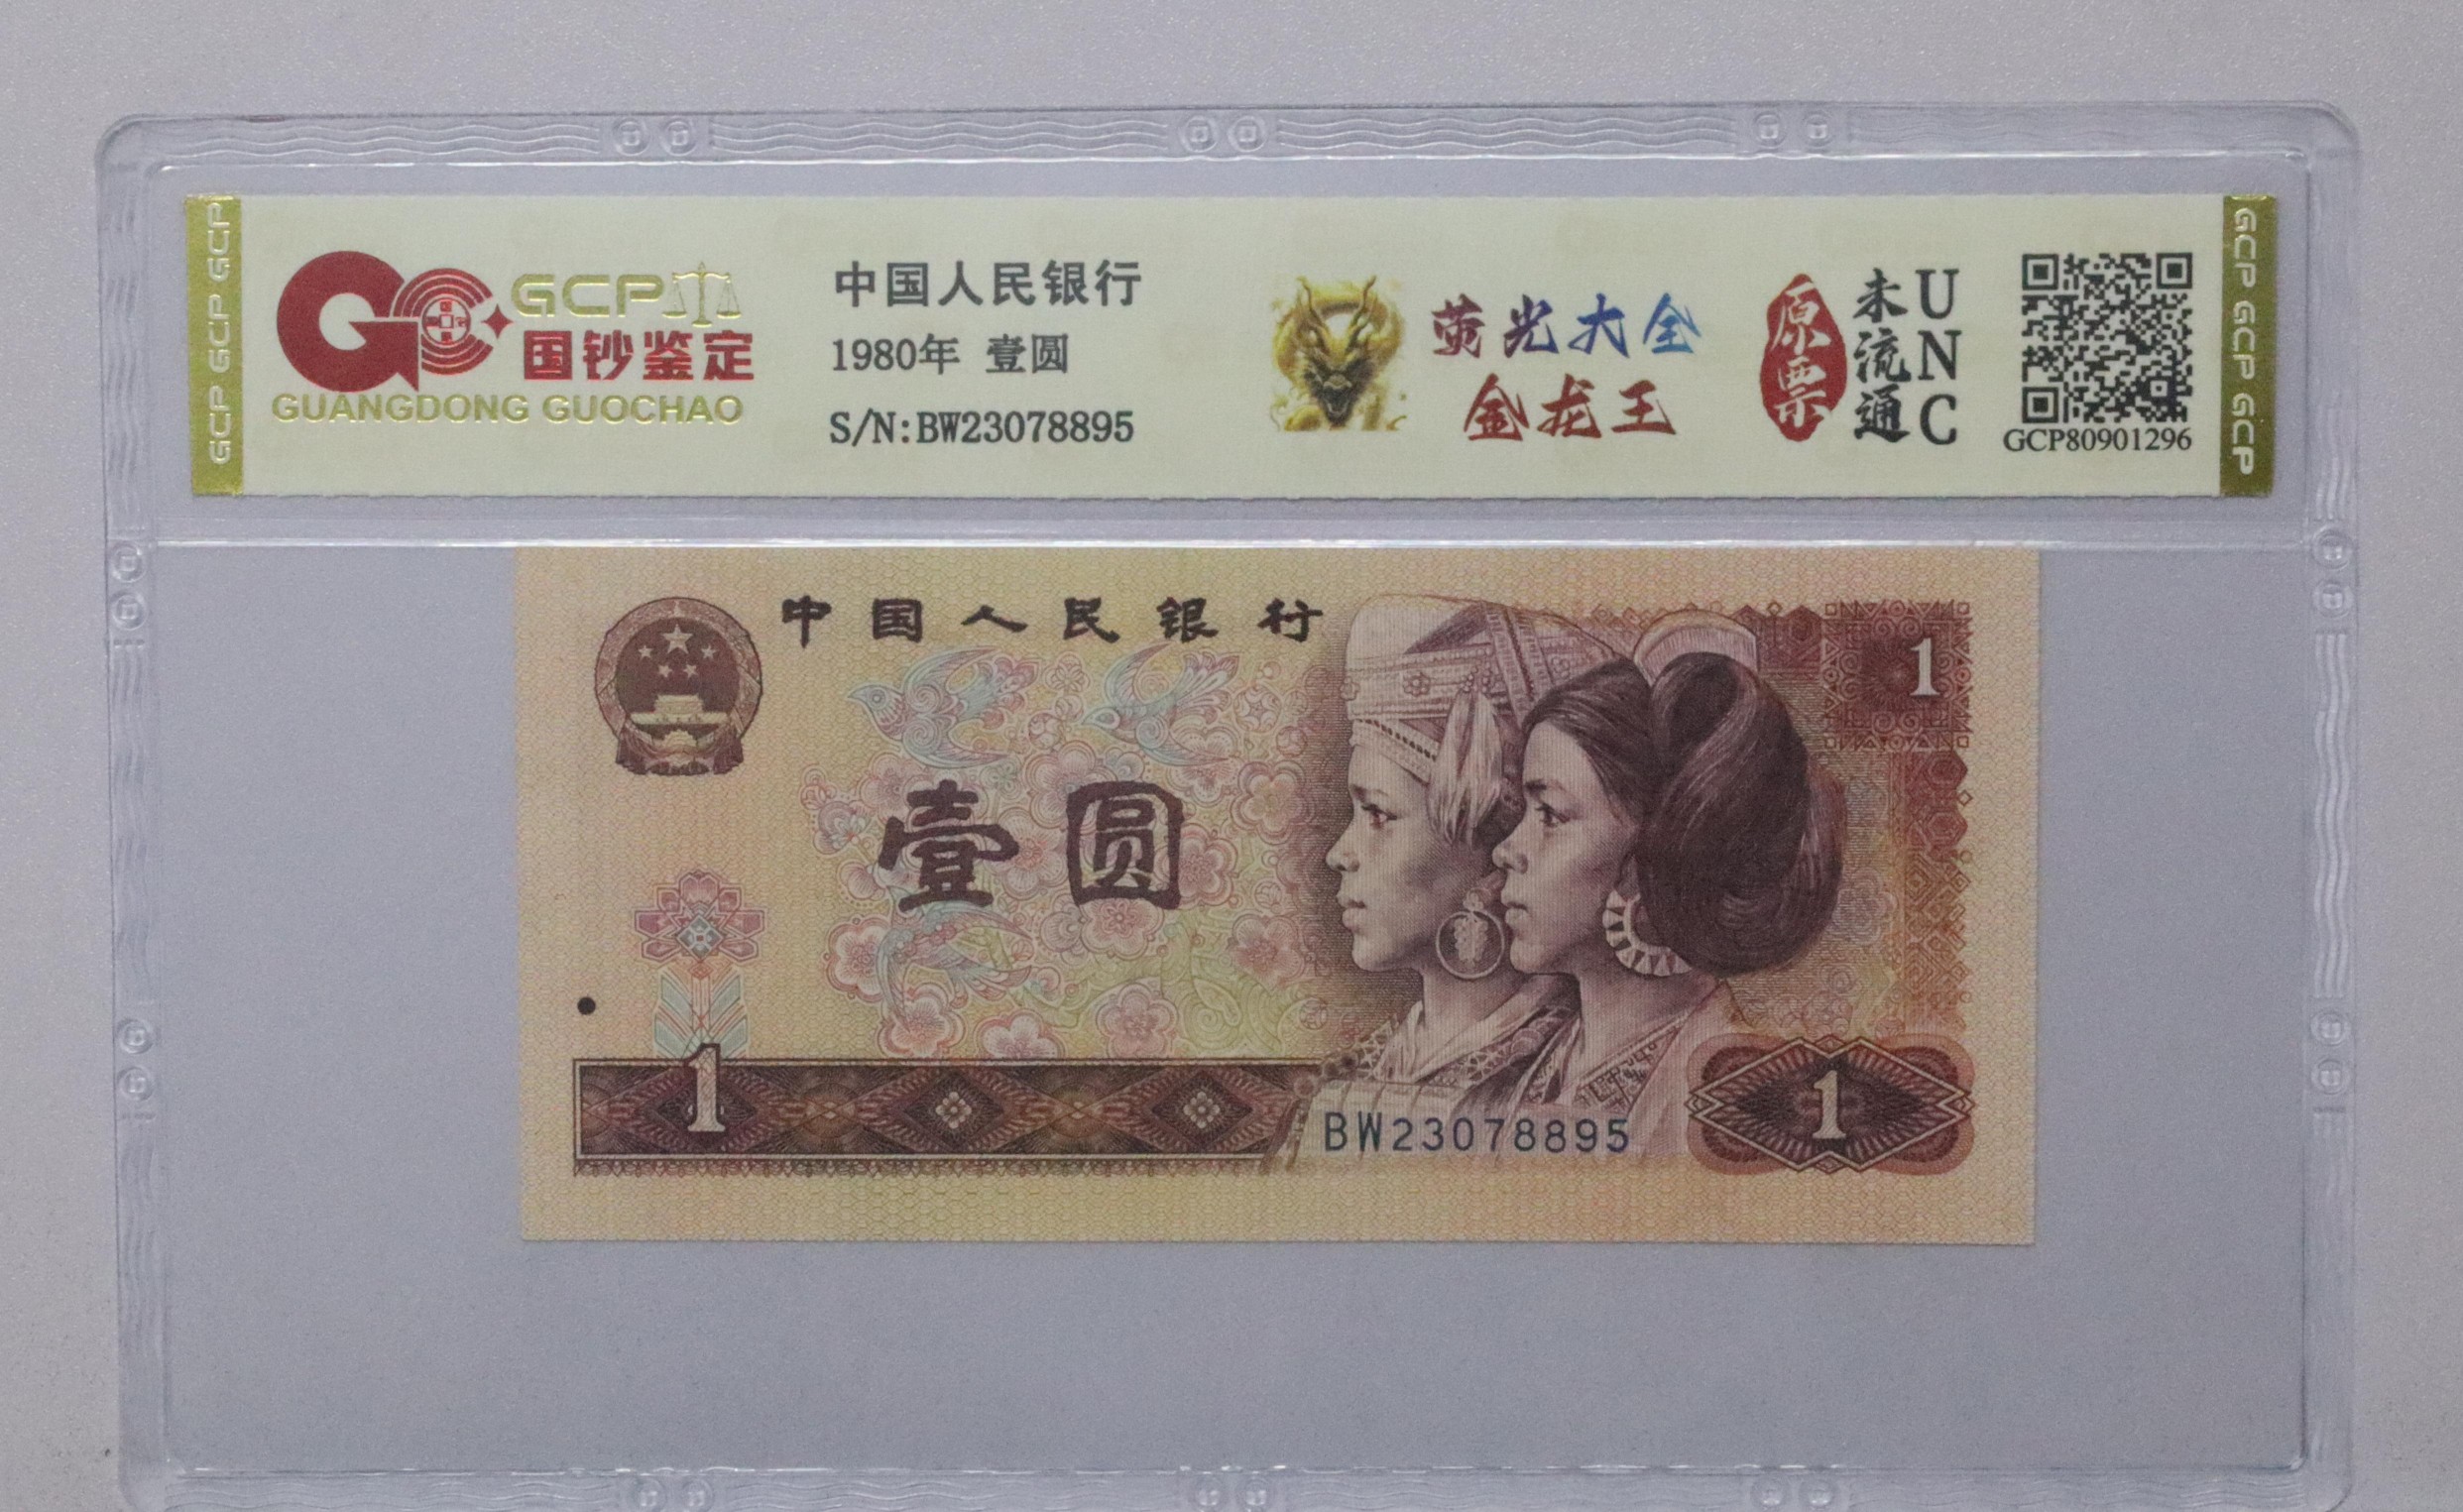 GCP GCP GCP
GCP
国钞鉴定
GUANGDONG GUOCHAO
中国人民银行
1980年 壹圆
S/N:BW23078895
荧光大全
金龙王
原票
未流通
UNC
GCP80901296
GCP GCP GCP GCP
中国人民银行
1
壹圆
1
BW23078895
1